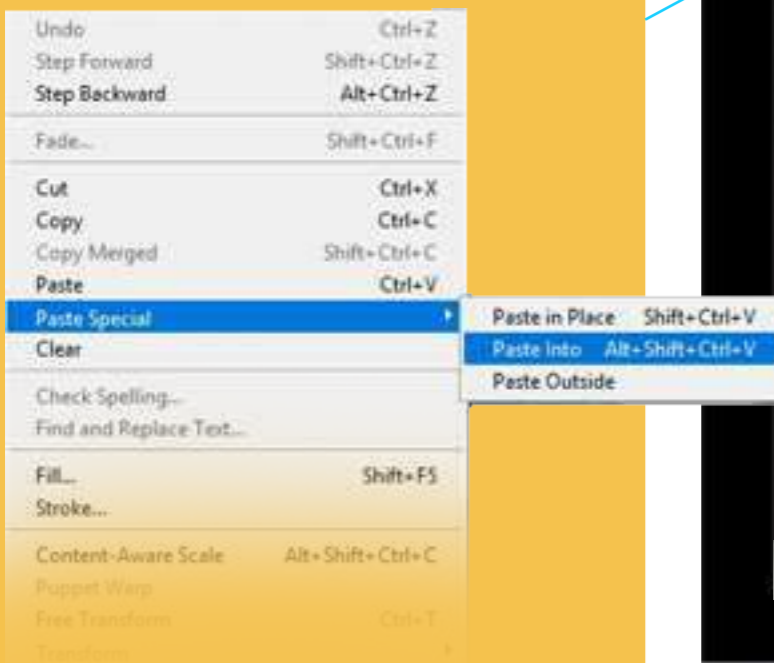 Undo Ctrl+Z
Step Forward Shift+Ctrl+Z
Step Backward Alt+Ctrl+Z
Fade... Shift+Ctrl+F
Cut Ctrl+X
Copy Ctrl+C
Copy Merged Shift+Ctrl+C
Paste Ctrl+V
Paste Special
Paste in Place Shift+Ctrl+V
Paste Into Alt+Shift+Ctrl+V
Paste Outside
Clear
Check Spelling...
Find and Replace Text...
Fill... Shift+F5
Stroke...
Content-Aware Scale Alt+Shift+Ctrl+C
Puppet Warp
Free Transform Ctrl+T
Transform